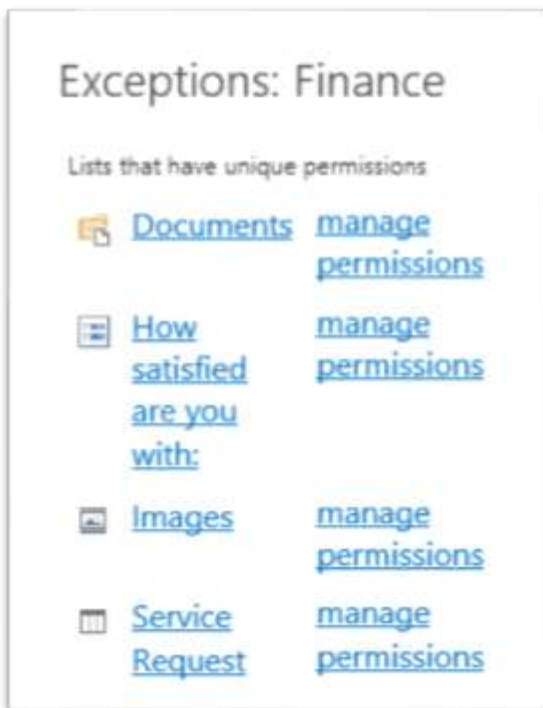 Exceptions: Finance
Lists that have unique permissions
Documents manage
permissions
How manage
satisfied permissions
are you
with:
Images manage
permissions
Service manage
Request permissions